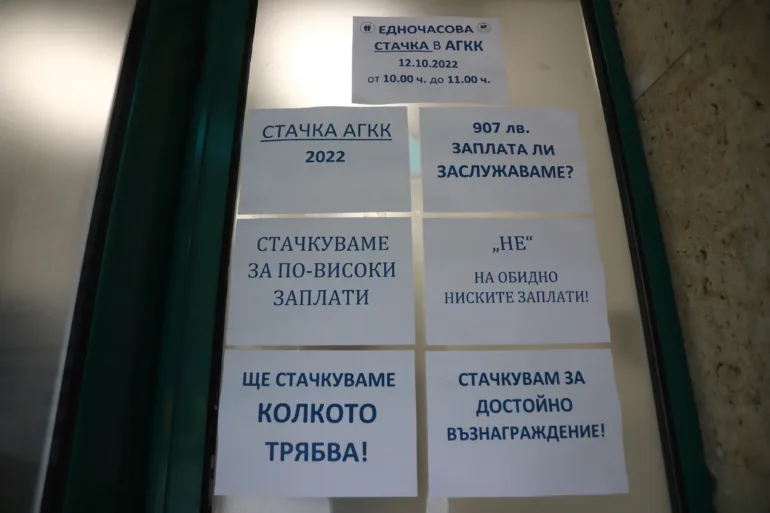 ЕДНОЧАСОВА
СТАЧКА В АГКК
12.10.2022
от 10.00 ч. до 11.00 ч.
СТАЧКА АГКК
2022
907 лв.
ЗАПЛАТА ЛИ
ЗАСЛУЖАВАМЕ?
СТАЧКУВАМЕ
ЗА ПО-ВИСОКИ
ЗАПЛАТИ
„НЕ“
НА ОБИДНО
НИСКИТЕ ЗАПЛАТИ!
ЩЕ СТАЧКУВАМЕ
КОЛКОТО
ТРЯБВА!
СТАЧКУВАМ ЗА
ДОСТОЙНО
ВЪЗНАГРАЖДЕНИЕ!